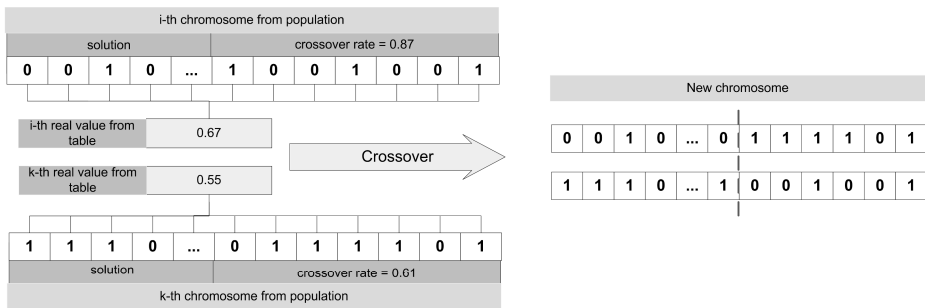 i-th chromosome from population
solution
crossover rate = 0.87
0 0 1 0 ... 1 0 0 1 0 0 1
i-th real value from
table
0.67
k-th real value from
table
0.55
1 1 1 0 ... 0 1 1 1 1 0 1
solution
crossover rate = 0.61
k-th chromosome from population
Crossover
New chromosome
0 0 1 0 ... 0 1 1 1 1 0 1
1 1 1 0 ... 1 0 0 1 0 0 1